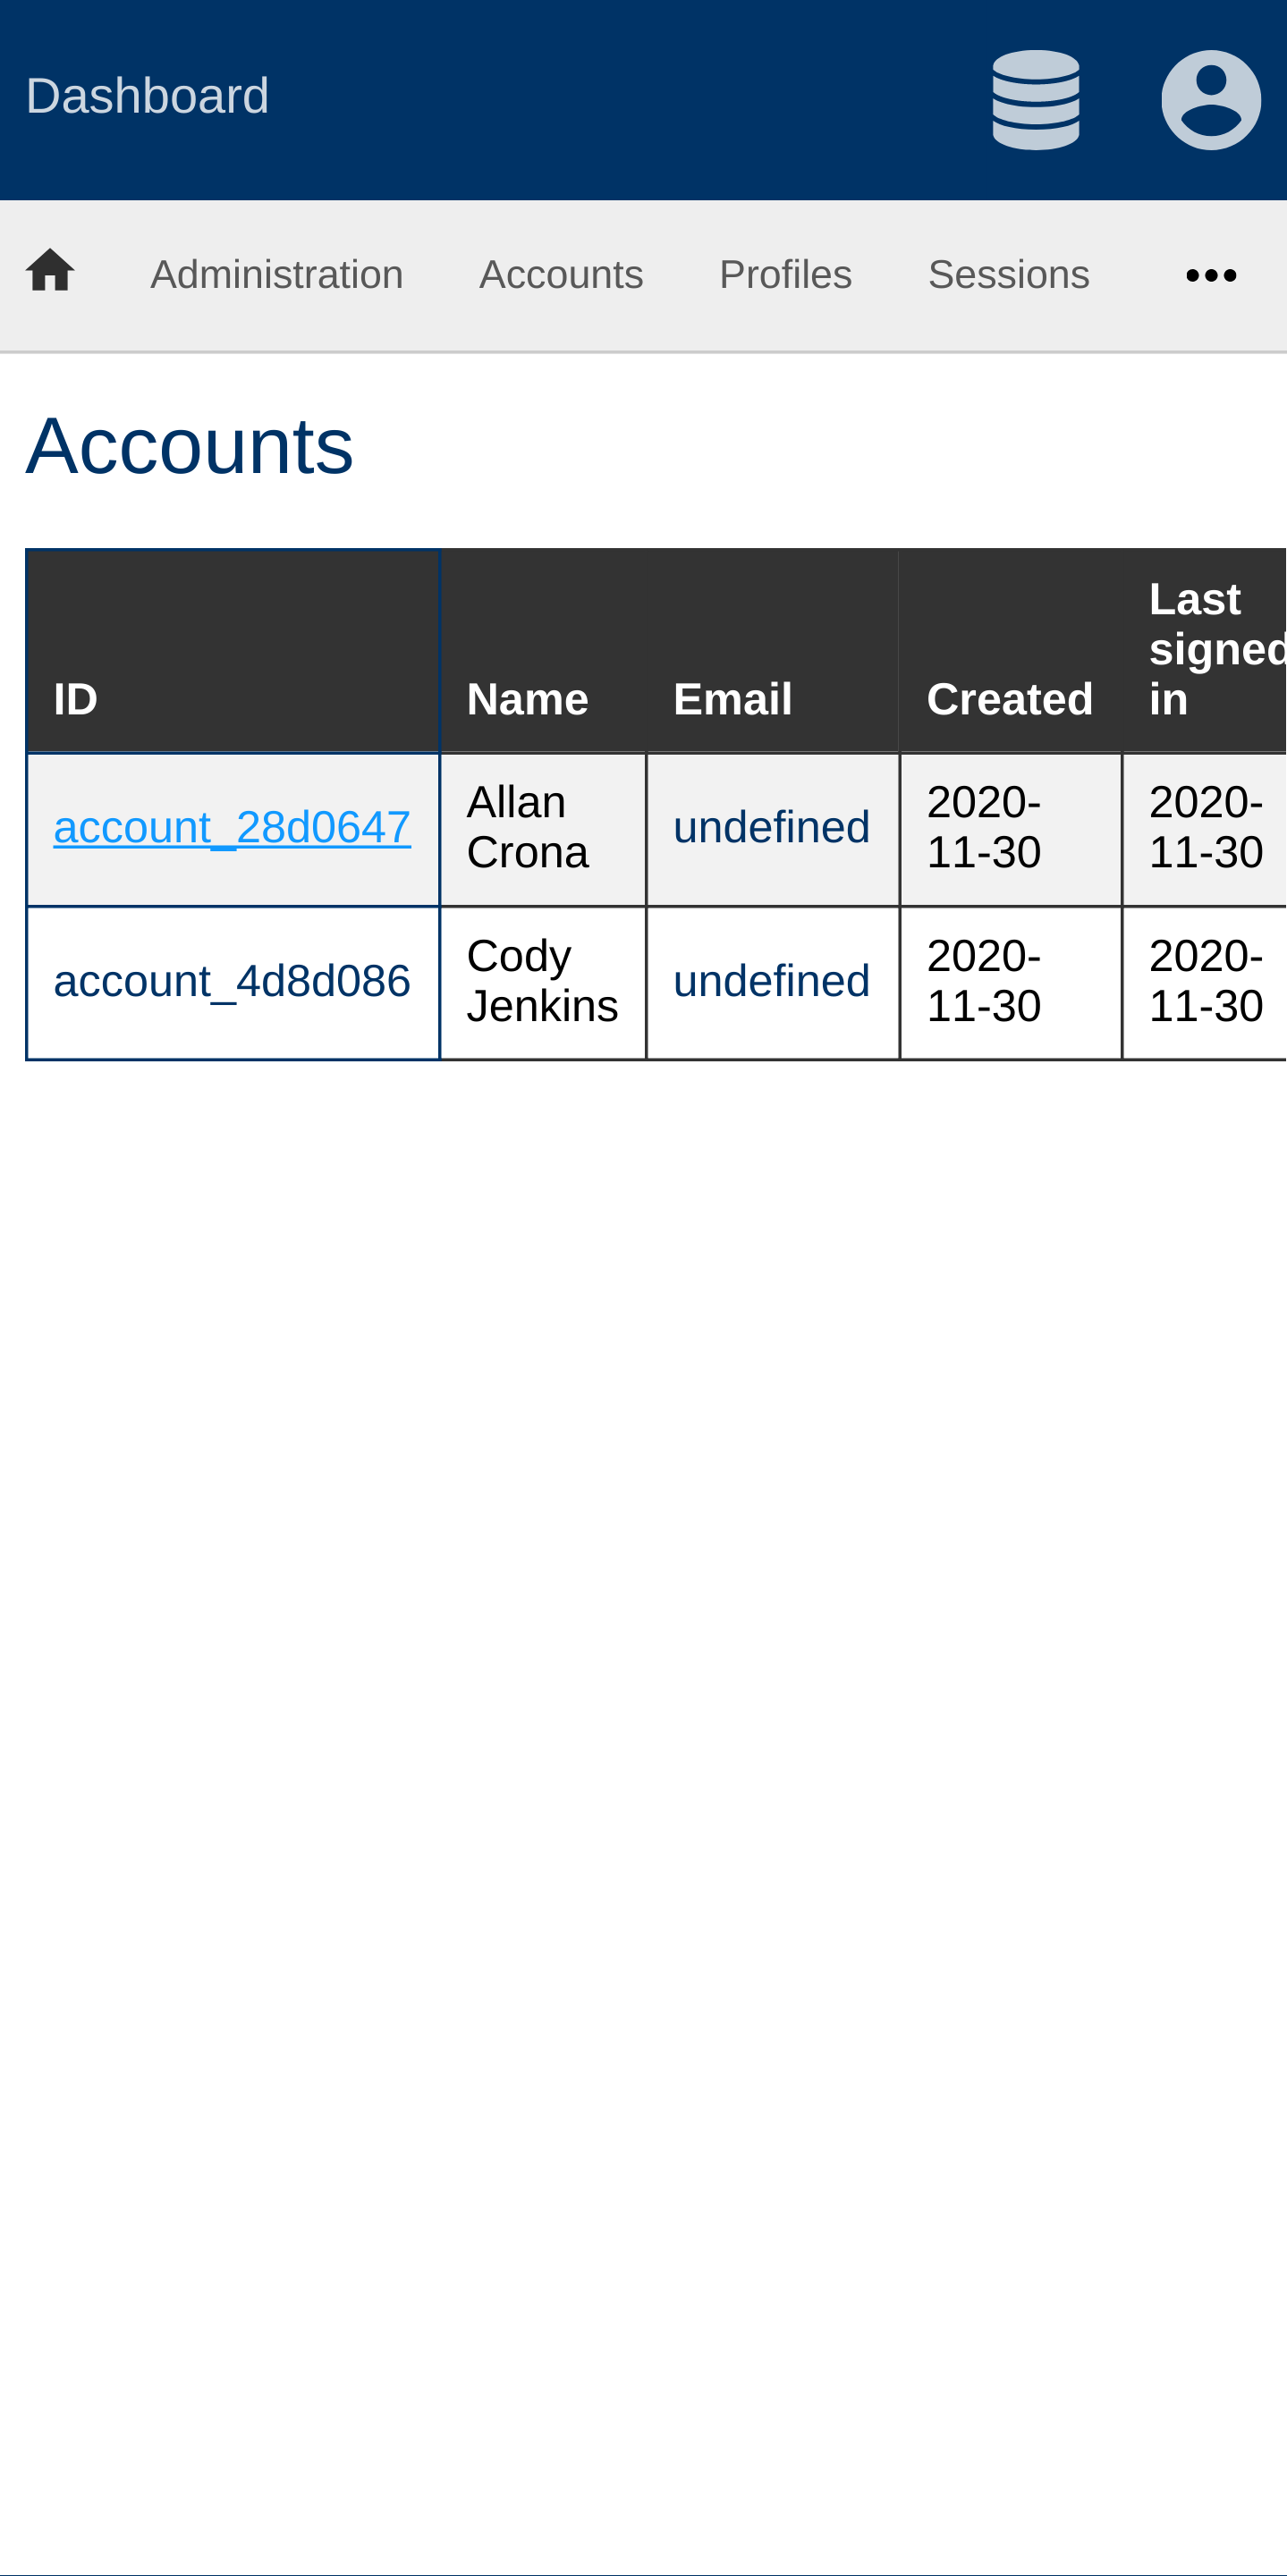 Dashboard
Administration Accounts Profiles Sessions
Accounts
ID Name Email Created Last signed in
account_28d0647 Allan Crona undefined 2020-11-30 2020-11-30
account_4d8d086 Cody Jenkins undefined 2020-11-30 2020-11-30